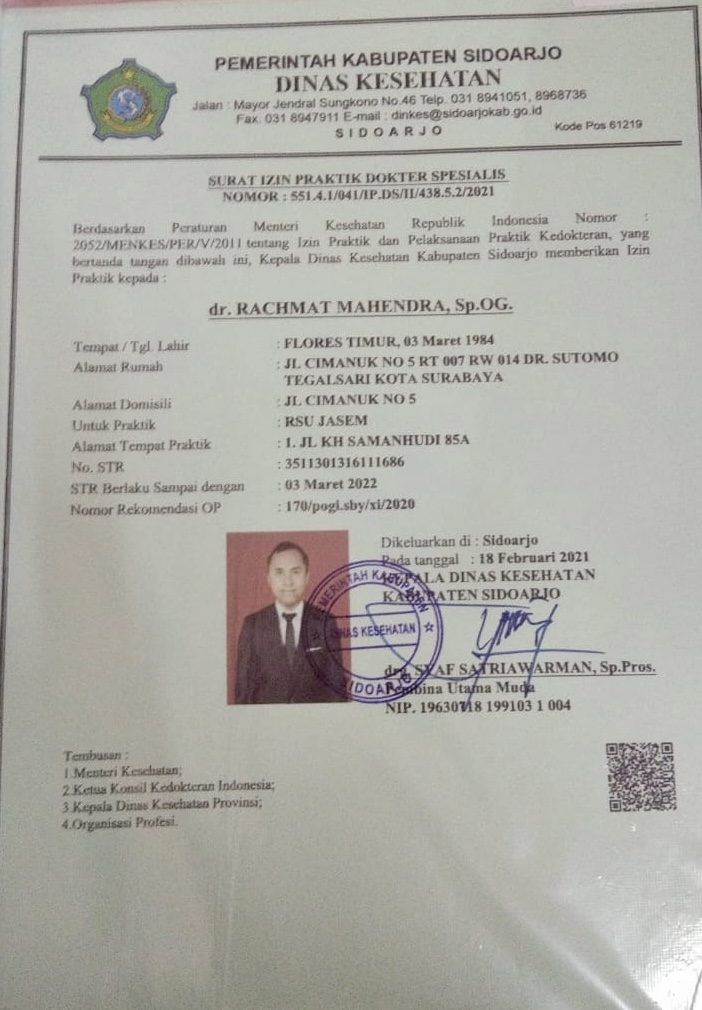 PEMERINTAH KABUPATEN SIDOARJO
DINAS KESEHATAN
Jalan : Mayor Jendral Sungkono No.46 Telp. 031 8941051, 8968736
Fax. 031 8947911 E-mail : dinkes@sidoarjokab.go.id
SIDOARJO
Kode Pos 61219
SURAT IZIN PRAKTIK DOKTER SPESIALIS
NOMOR : 551.4.1/041/IP.DS/II/438.5.2/2021
Berdasarkan Peraturan Menteri Kesehatan Republik Indonesia Nomor :
2052/MENKES/PER/V/2011 tentang Izin Praktik dan Pelaksanaan Praktik Kedokteran, yang
bertanda tangan dibawah ini, Kepala Dinas Kesehatan Kabupaten Sidoarjo memberikan Izin
Praktik kepada :
dr. RACHMAT MAHENDRA, Sp.OG.
Tempat / Tgl. Lahir : FLORES TIMUR, 03 Maret 1984
Alamat Rumah : JL CIMANUK NO 5 RT 007 RW 014 DR. SUTOMO
TEGALSARI KOTA SURABAYA
Alamat Domisili : JL CIMANUK NO 5
Untuk Praktik : RSU JASEM
Alamat Tempat Praktik : 1. JL KH SAMANHUDI 85A
No. STR : 3511301316111686
STR Berlaku Sampai dengan : 03 Maret 2022
Nomor Rekomendasi OP : 170/pogi.sby/xi/2020
Dikeluarkan di : Sidoarjo
Pada tanggal : 18 Februari 2021
KEPALA DINAS KESEHATAN
KABUPATEN SIDOARJO
PEMERINTAH KABUPATEN
DINAS KESEHATAN
SIDOARJO
drg. SYAF SATRIAWARMAN, Sp.Pros.
Pembina Utama Muda
NIP. 19630718 199103 1 004
Tembusan :
1.Menteri Kesehatan;
2.Ketua Konsil Kedokteran Indonesia;
3.Kepala Dinas Kesehatan Provinsi;
4.Organisasi Profesi.